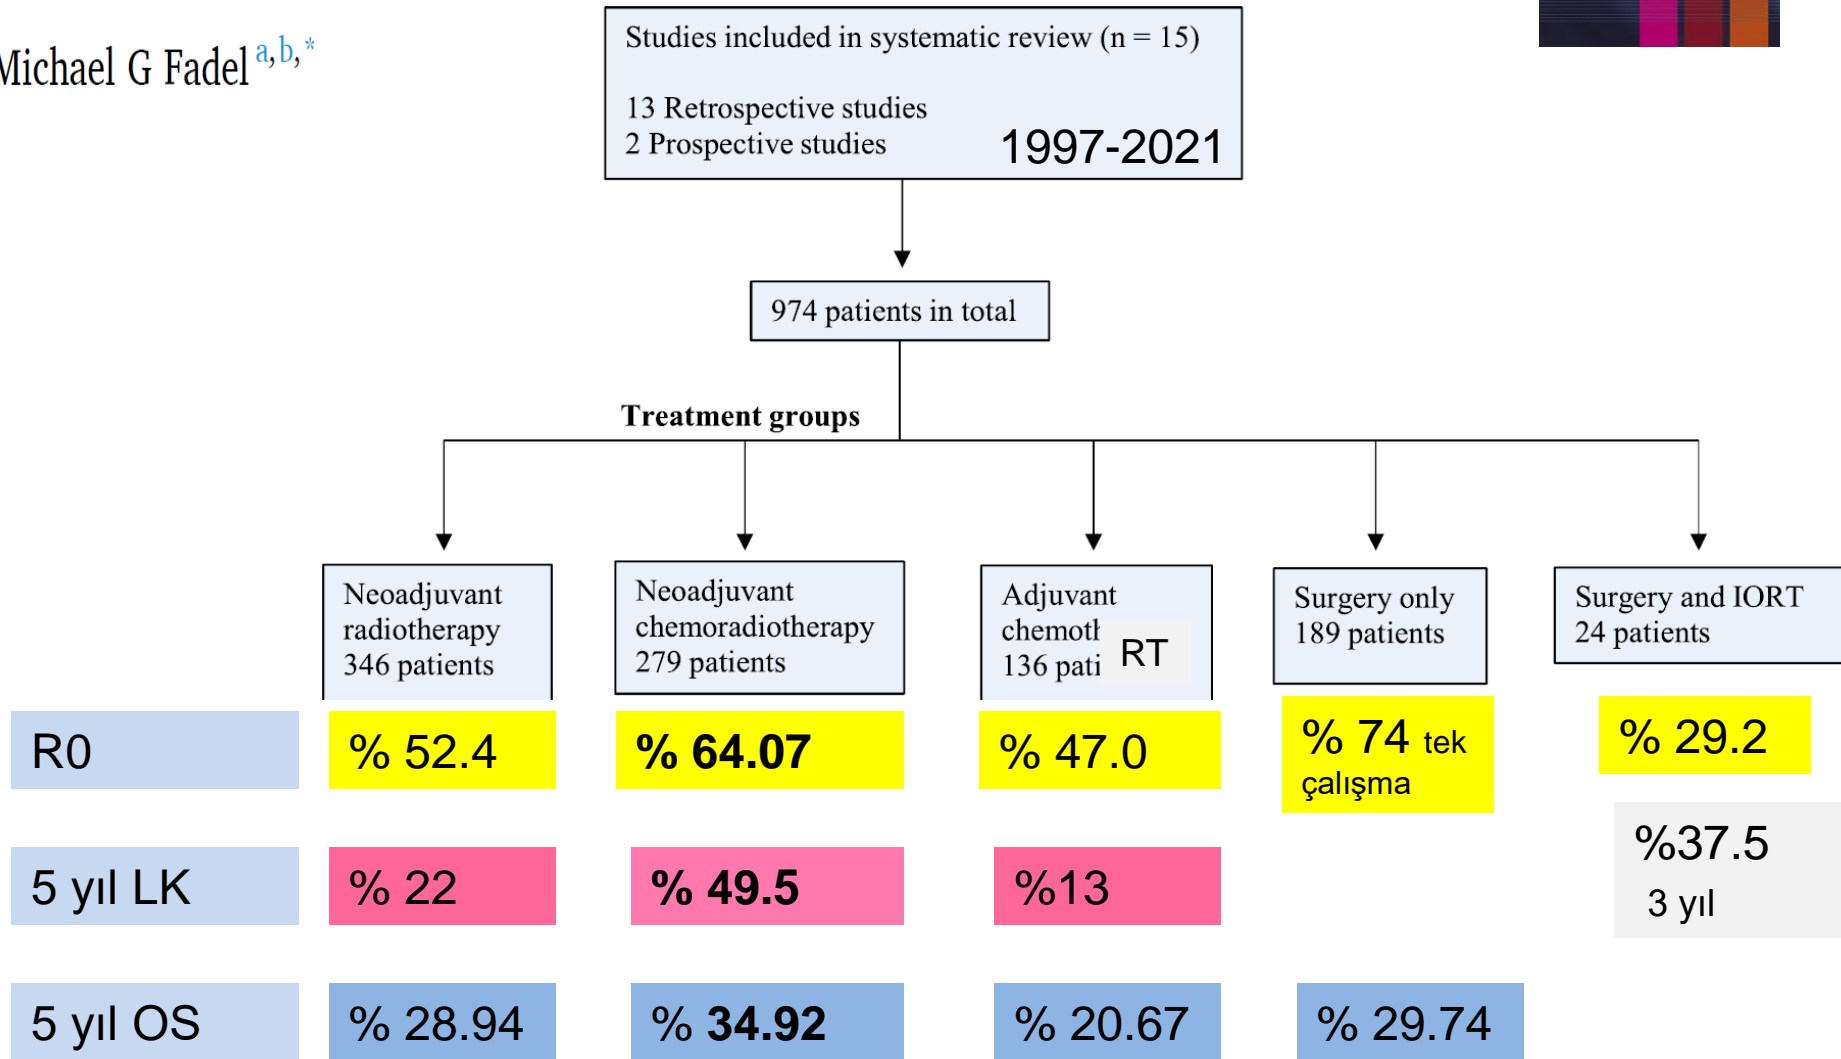 Michael G Fadel a,b,*
Studies included in systematic review (n = 15)
13 Retrospective studies
2 Prospective studies
1997-2021
974 patients in total
Treatment groups
Neoadjuvant
radiotherapy
346 patients
Neoadjuvant
chemoradiotherapy
279 patients
Adjuvant
chemoth
136 pati
RT
Surgery only
189 patients
Surgery and IORT
24 patients
R0
% 52.4
% 64.07
% 47.0
% 74 tek
çalışma
% 29.2
5 yıl LK
% 22
% 49.5
%13
%37.5
3 yıl
5 yıl OS
% 28.94
% 34.92
% 20.67
% 29.74